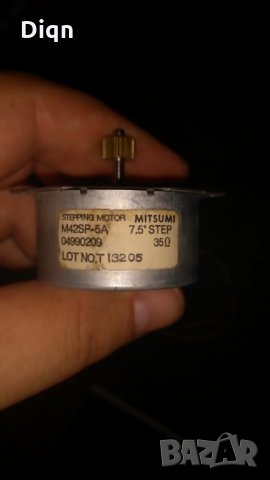 Diqn
STEPPING MOTOR MITSUMI
M42SP-5A 7.5° STEP
04990209 35Ω
LOT NO.T 13205
BAZAR